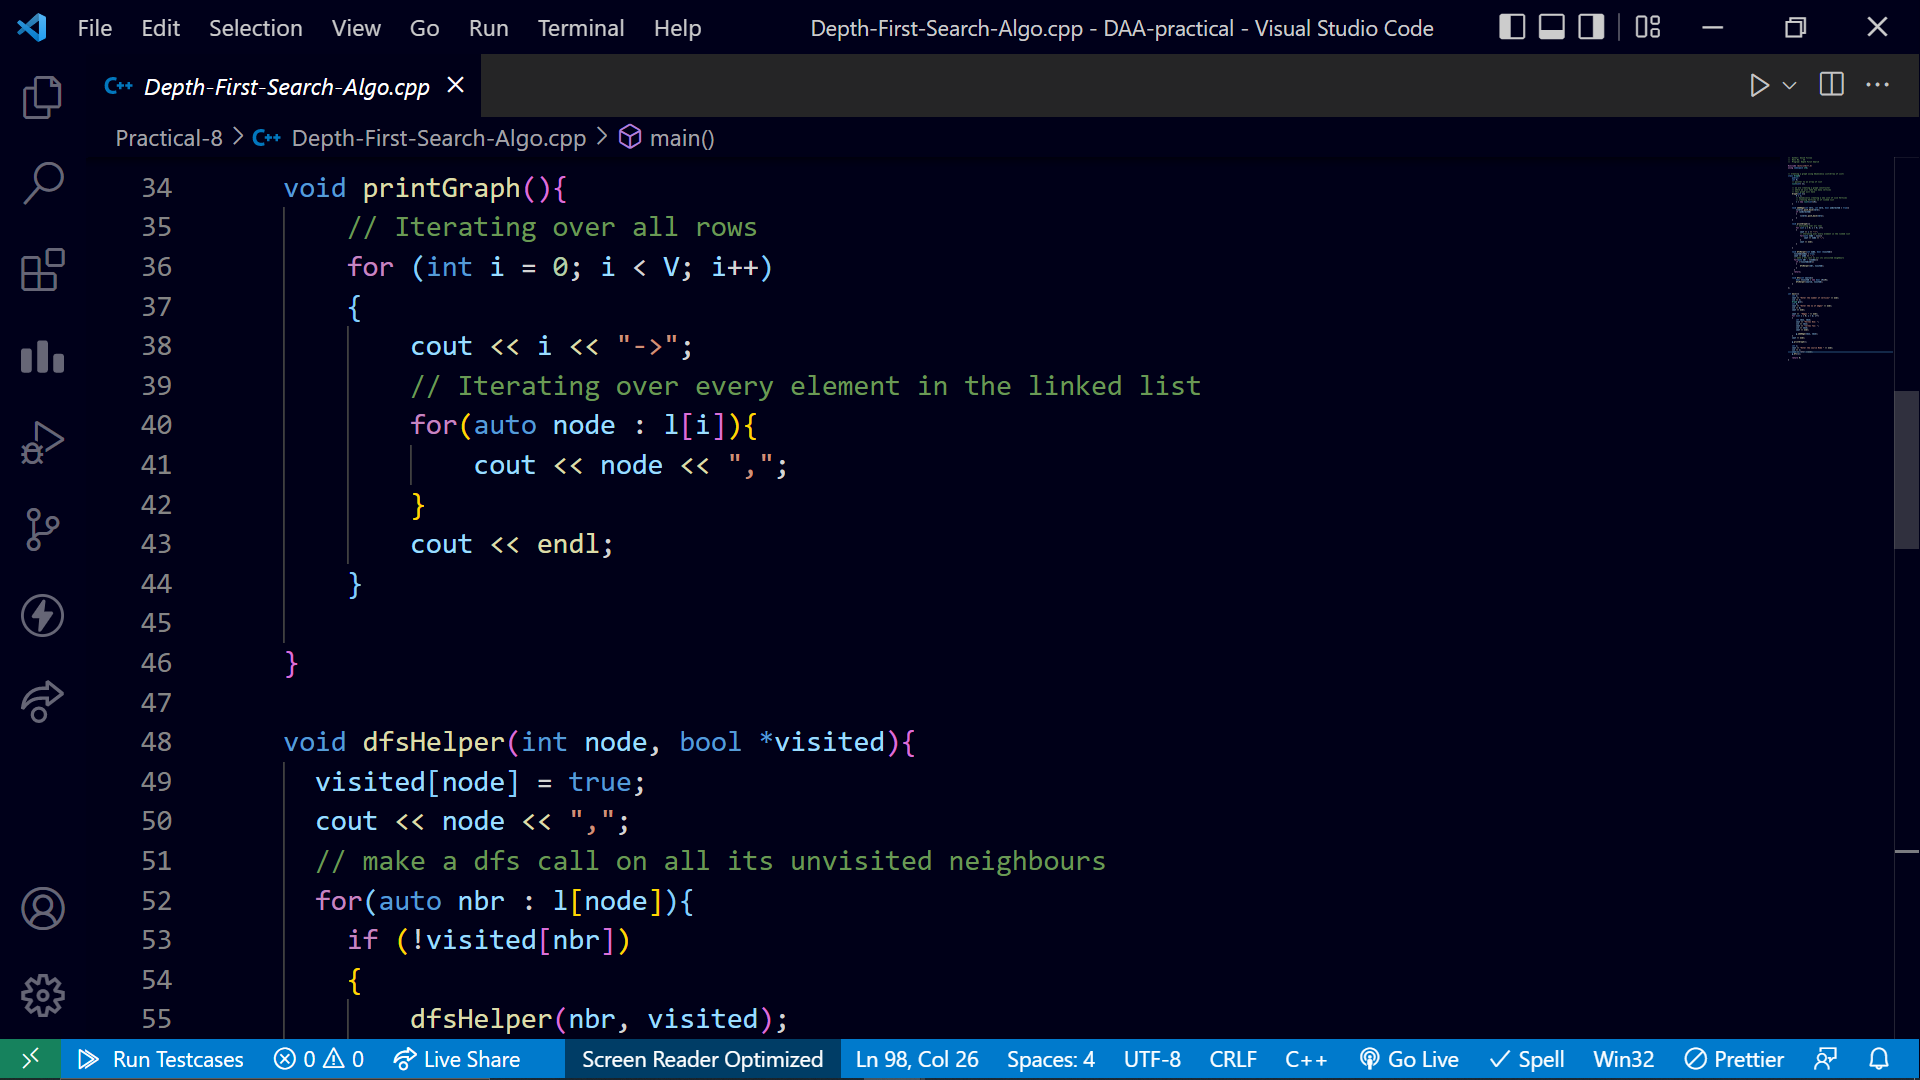 File Edit Selection View Go Run Terminal Help Depth-First-Search-Algo.cpp - DAA-practical - Visual Studio Code
Depth-First-Search-Algo.cpp
Practical-8 > Depth-First-Search-Algo.cpp > main()
34 void printGraph(){
35 // Iterating over all rows
36 for (int i = 0; i < V; i++)
37 {
38 cout << i << "->";
39 // Iterating over every element in the linked list
40 for(auto node : l[i]){
41 cout << node << ",";
42 }
43 cout << endl;
44 }
45
46 }
47
48 void dfsHelper(int node, bool *visited){
49 visited[node] = true;
50 cout << node << ",";
51 // make a dfs call on all its unvisited neighbours
52 for(auto nbr : l[node]){
53 if (!visited[nbr])
54 {
55 dfsHelper(nbr, visited);
Run Testcases 0 0 Live Share Screen Reader Optimized Ln 98, Col 26 Spaces: 4 UTF-8 CRLF C++ Go Live Spell Win32 Prettier